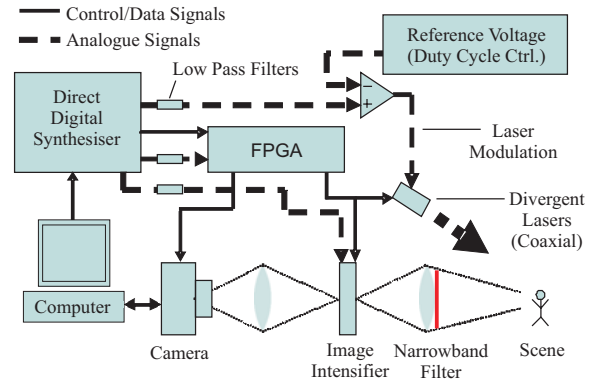 Control/Data Signals
Analogue Signals
Reference Voltage
(Duty Cycle Ctrl.)
Low Pass Filters
−
+
Direct
Digital
Synthesiser
FPGA
Laser
Modulation
Divergent
Lasers
(Coaxial)
Computer
Camera
Image
Intensifier
Narrowband
Filter
Scene